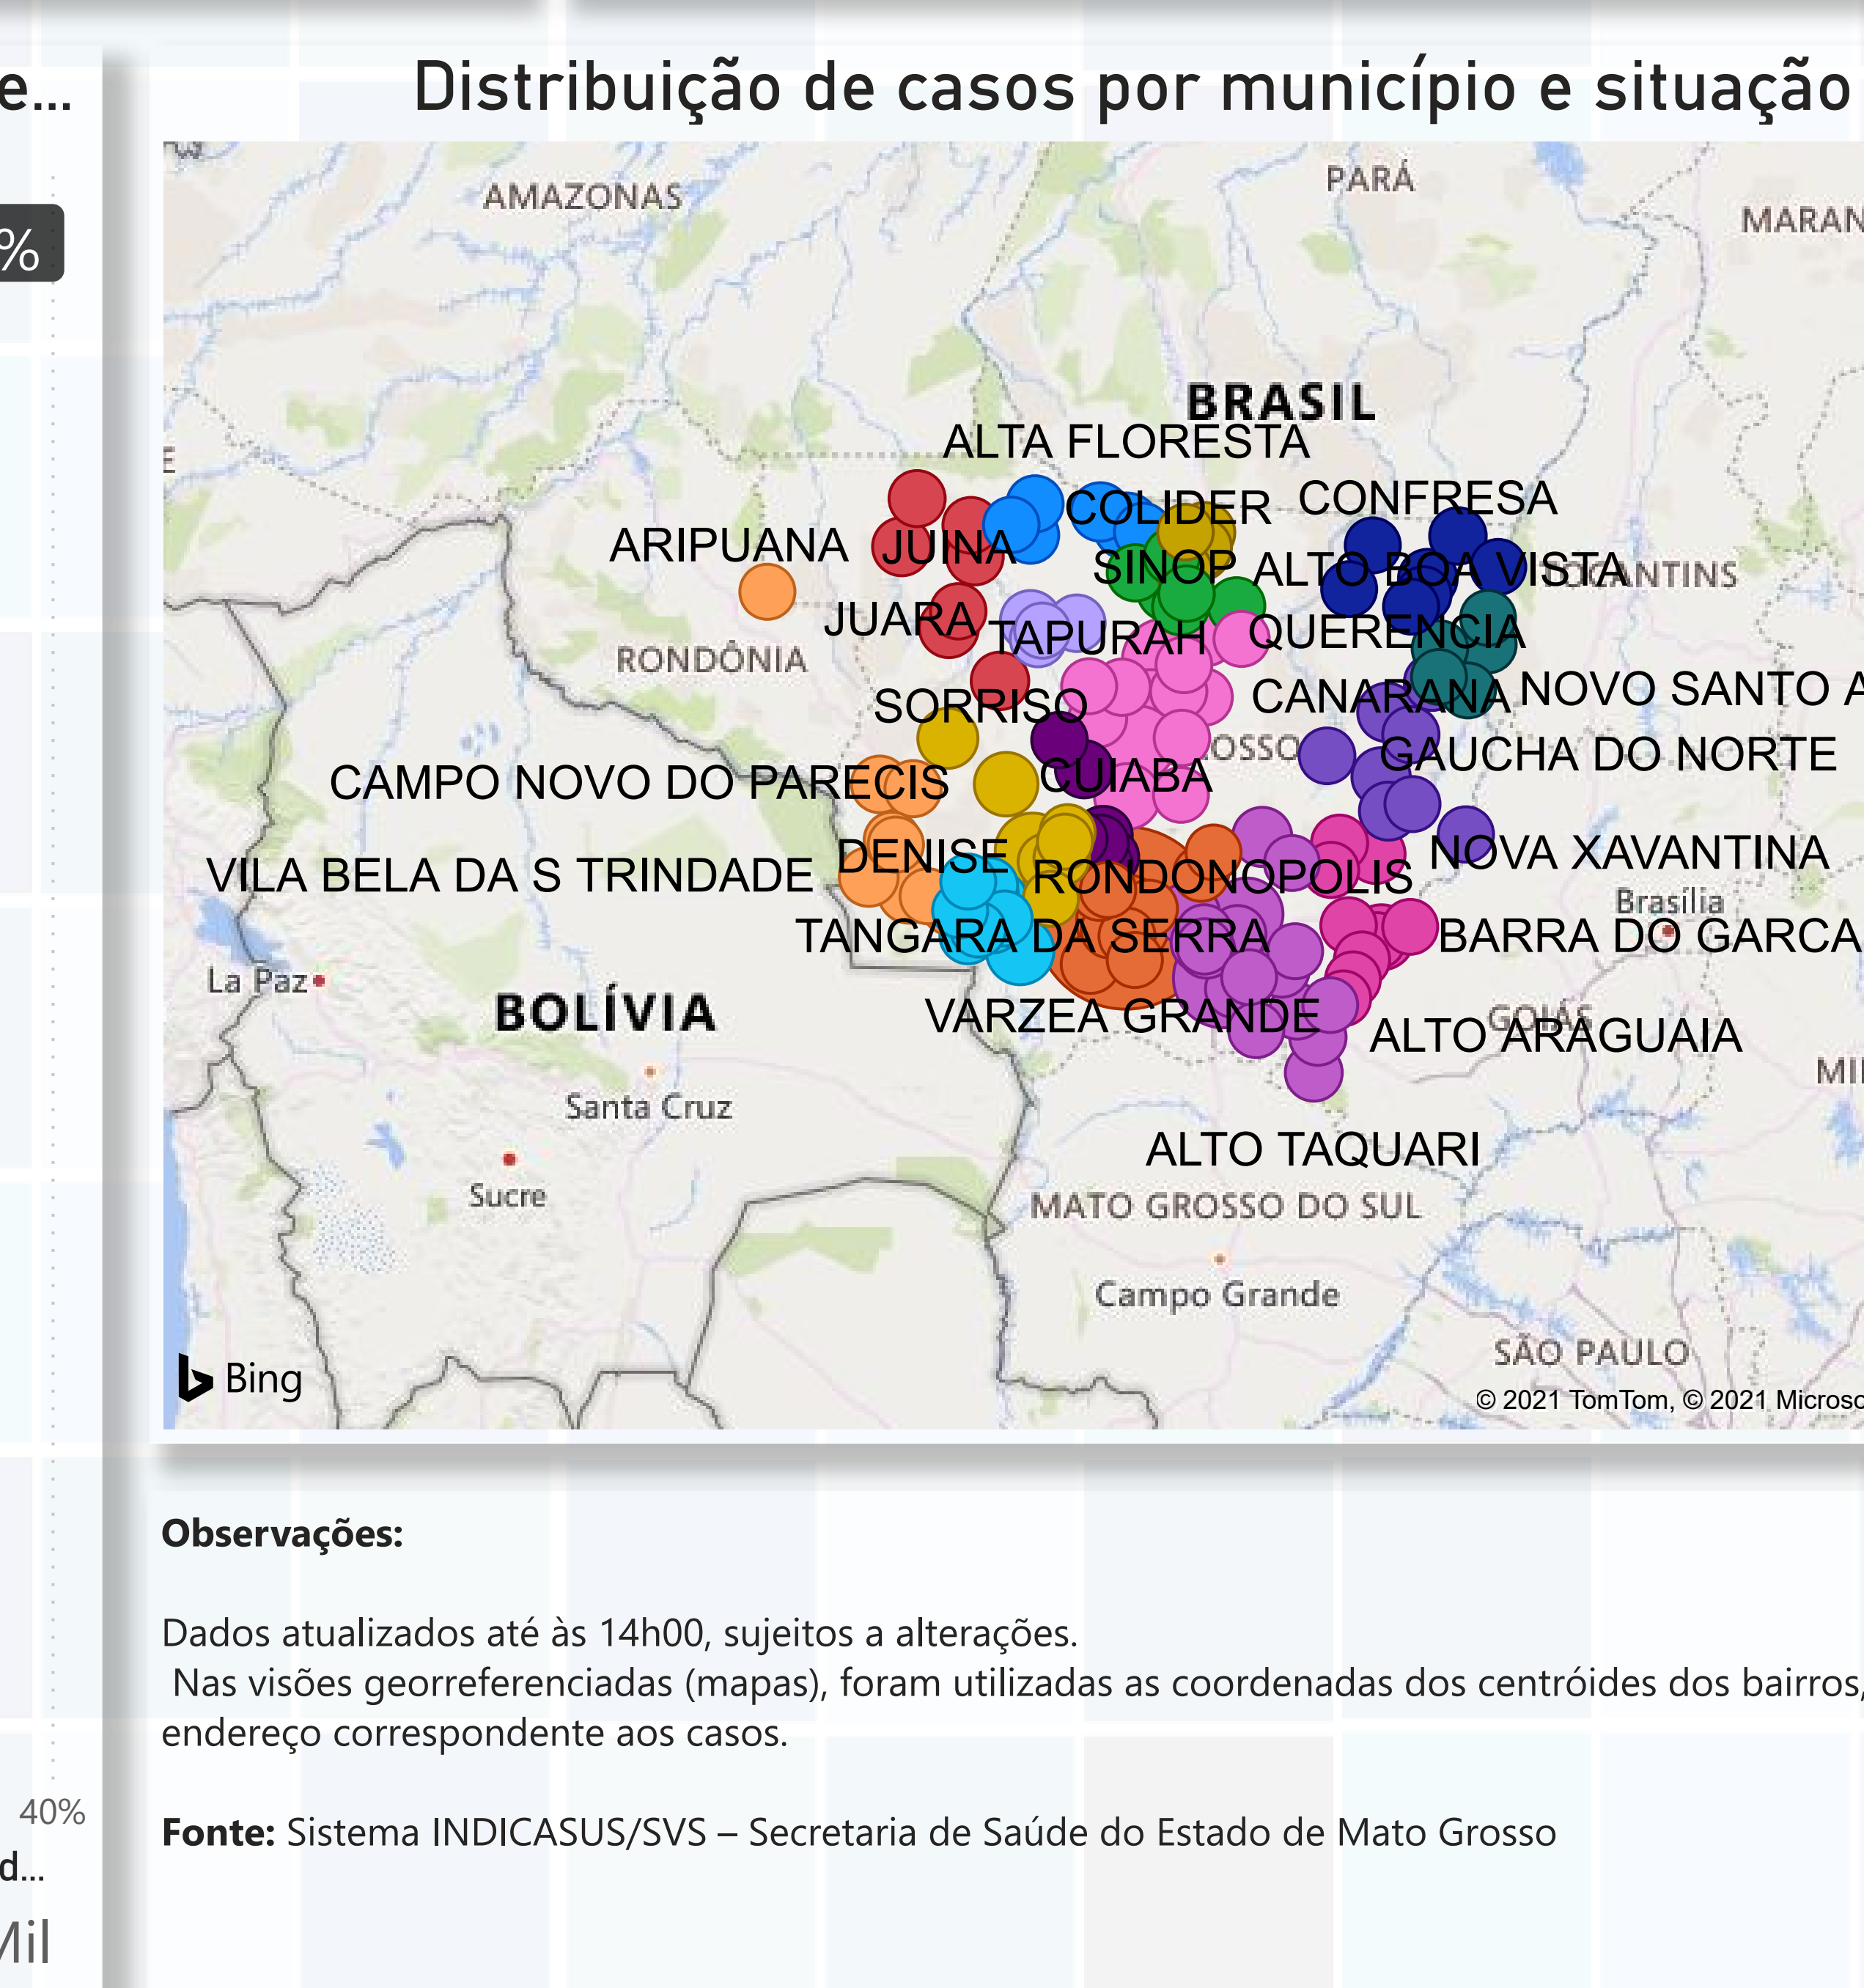 e...
Distribuição de casos por município e situação
%
AMAZONAS
PARÁ
MARAN
E
BRASIL
ALTA FLORESTA
COLIDER
CONFRESA
ARIPUANA
JUINA
SINOP
ALTO BOA VISTA
JUARA
TAPURAH
QUERENCIA
RONDÔNIA
SORRISO
CANARANA
NOVO SANTO A
OSSO
GAUCHA DO NORTE
CAMPO NOVO DO PARECIS
CUIABA
DENISE
NOVA XAVANTINA
VILA BELA DA S TRINDADE
RONDONOPOLIS
Brasília
TANGARA DA SERRA
BARRA DO GARCA
La Paz
BOLÍVIA
VARZEA GRANDE
GOIÁS
ALTO ARAGUAIA
MI
Santa Cruz
ALTO TAQUARI
Sucre
MATO GROSSO DO SUL
Campo Grande
SÃO PAULO
Bing
© 2021 TomTom, © 2021 Microso
Observações:
Dados atualizados até às 14h00, sujeitos a alterações.
Nas visões georreferenciadas (mapas), foram utilizadas as coordenadas dos centróides dos bairros,
endereço correspondente aos casos.
40%
Fonte: Sistema INDICASUS/SVS – Secretaria de Saúde do Estado de Mato Grosso
d...
Mil